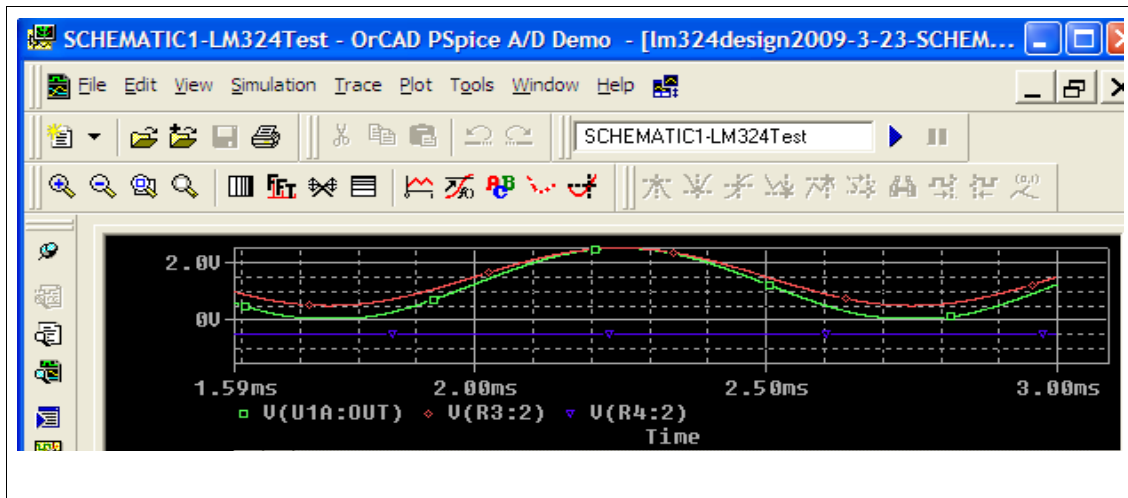 SCHEMATIC1-LM324Test - OrCAD PSpice A/D Demo - [lm324design2009-3-23-SCHEM...
File Edit View Simulation Trace Plot Tools Window Help
SCHEMATIC1-LM324Test
FFT
2.0V
0V
1.59ms 2.00ms 2.50ms 3.00ms
V(U1A:OUT) V(R3:2) V(R4:2)
Time